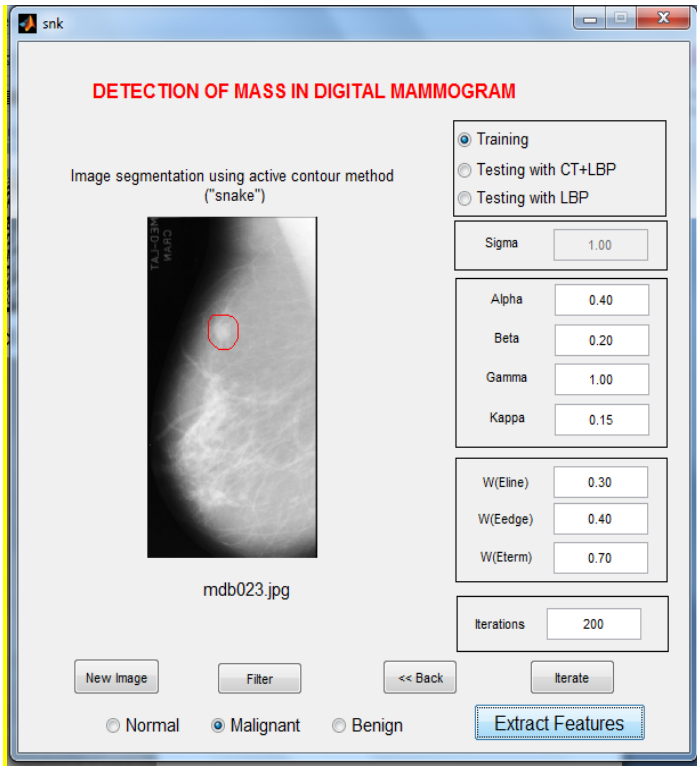 snk
DETECTION OF MASS IN DIGITAL MAMMOGRAM
Training
Testing with CT+LBP
Testing with LBP
Image segmentation using active contour method
("snake")
MED-LAT
CRAN
Sigma 1.00
Alpha 0.40
Beta 0.20
Gamma 1.00
Kappa 0.15
W(Eline) 0.30
W(Eedge) 0.40
W(Eterm) 0.70
mdb023.jpg
Iterations 200
New Image Filter << Back Iterate
Normal Malignant Benign Extract Features